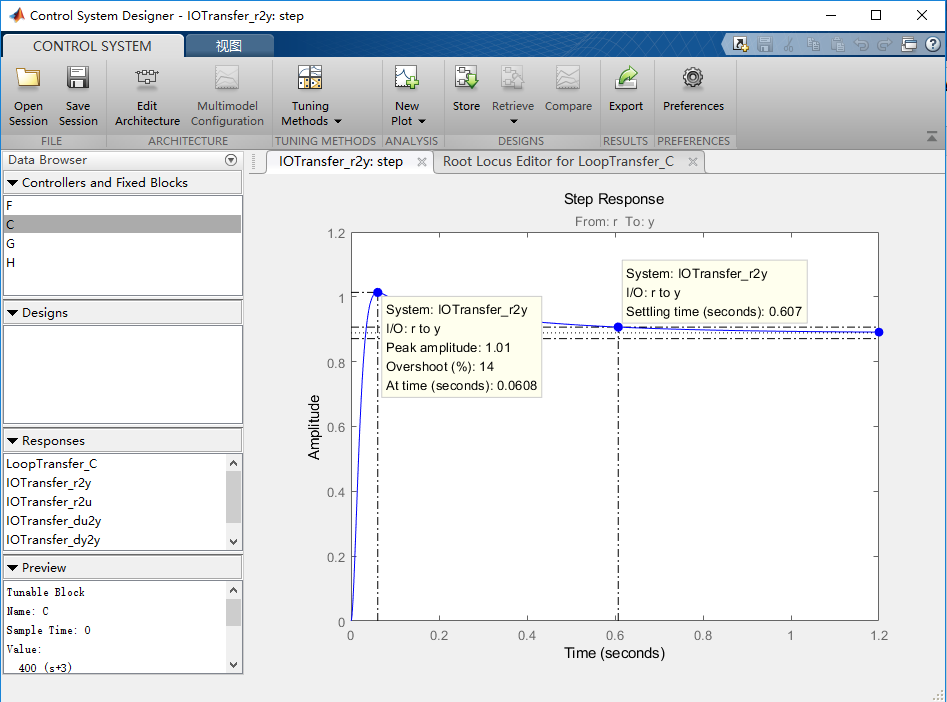 Control System Designer - IOTransfer_r2y: step
CONTROL SYSTEM
视图
Open Session
Save Session
Edit Architecture
Multimodel Configuration
Tuning Methods
New Plot
Store
Retrieve
Compare
Export
Preferences
FILE
ARCHITECTURE
TUNING METHODS
ANALYSIS
DESIGNS
RESULTS
PREFERENCES
Data Browser
Controllers and Fixed Blocks
F
C
G
H
Designs
Responses
LoopTransfer_C
IOTransfer_r2y
IOTransfer_r2u
IOTransfer_du2y
IOTransfer_dy2y
Preview
Tunable Block
Name: C
Sample Time: 0
Value:
400 (s+3)
IOTransfer_r2y: step
Root Locus Editor for LoopTransfer_C
Step Response
From: r To: y
Amplitude
1.2
1
0.8
0.6
0.4
0.2
0
System: IOTransfer_r2y
I/O: r to y
Peak amplitude: 1.01
Overshoot (%): 14
At time (seconds): 0.0608
System: IOTransfer_r2y
I/O: r to y
Settling time (seconds): 0.607
0
0.2
0.4
0.6
0.8
1
1.2
Time (seconds)